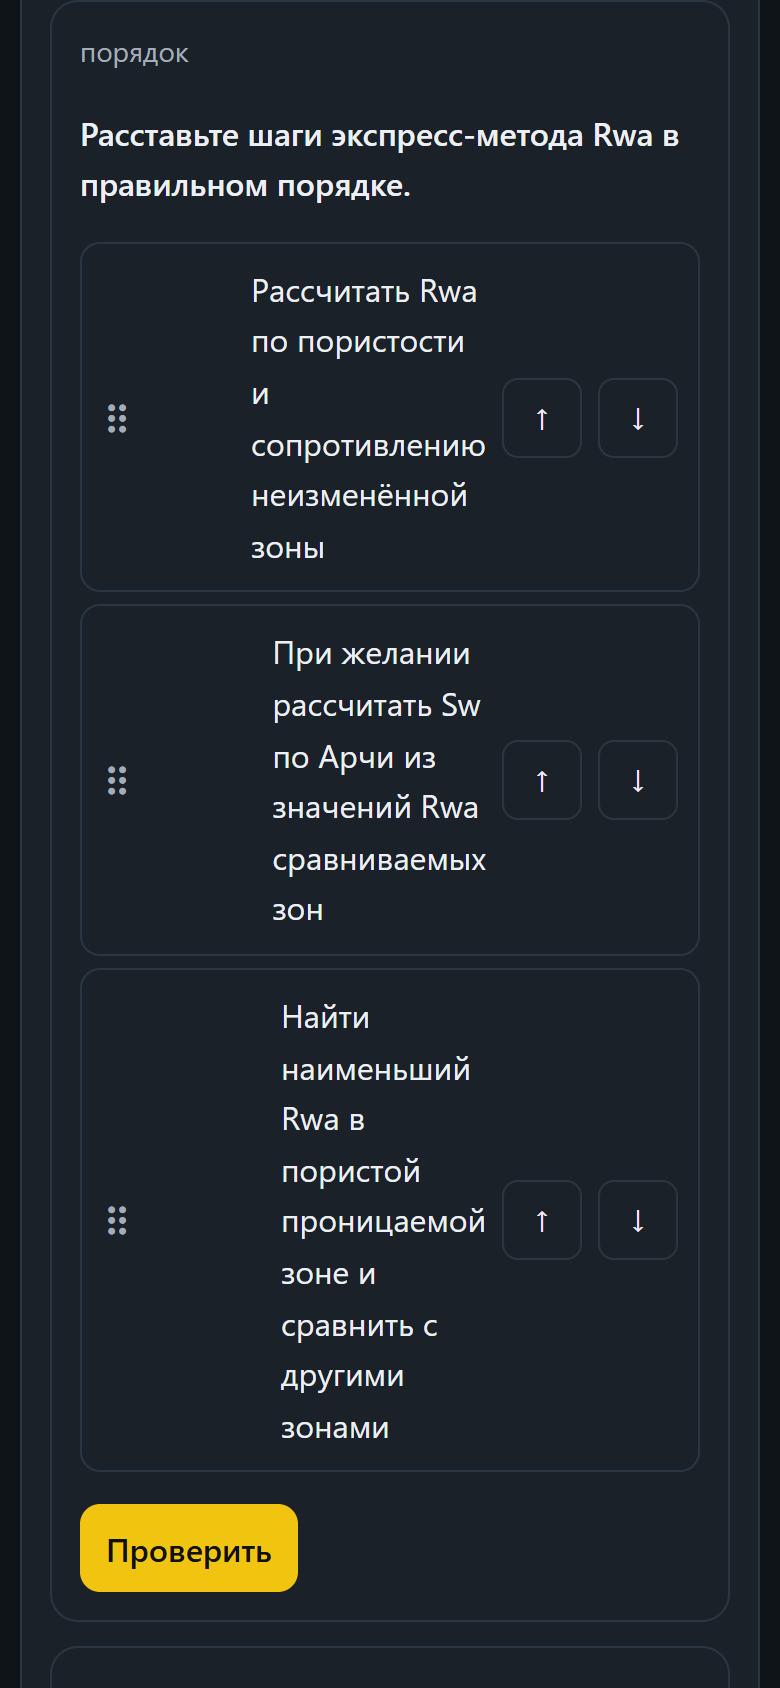 порядок
Расставьте шаги экспресс-метода Rwa в
правильном порядке.
Рассчитать Rwa
по пористости
и
сопротивлению
неизменённой
зоны
↑ ↓
При желании
рассчитать Sw
по Арчи из
значений Rwa
сравниваемых
зон
↑ ↓
Найти
наименьший
Rwa в
пористой
проницаемой
зоне и
сравнить с
другими
зонами
↑ ↓
Проверить